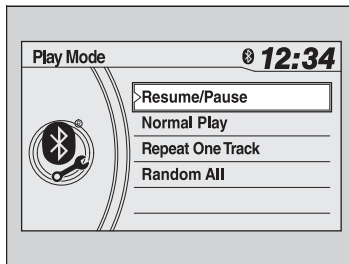 Play Mode 12:34
Resume/Pause
Normal Play
Repeat One Track
Random All